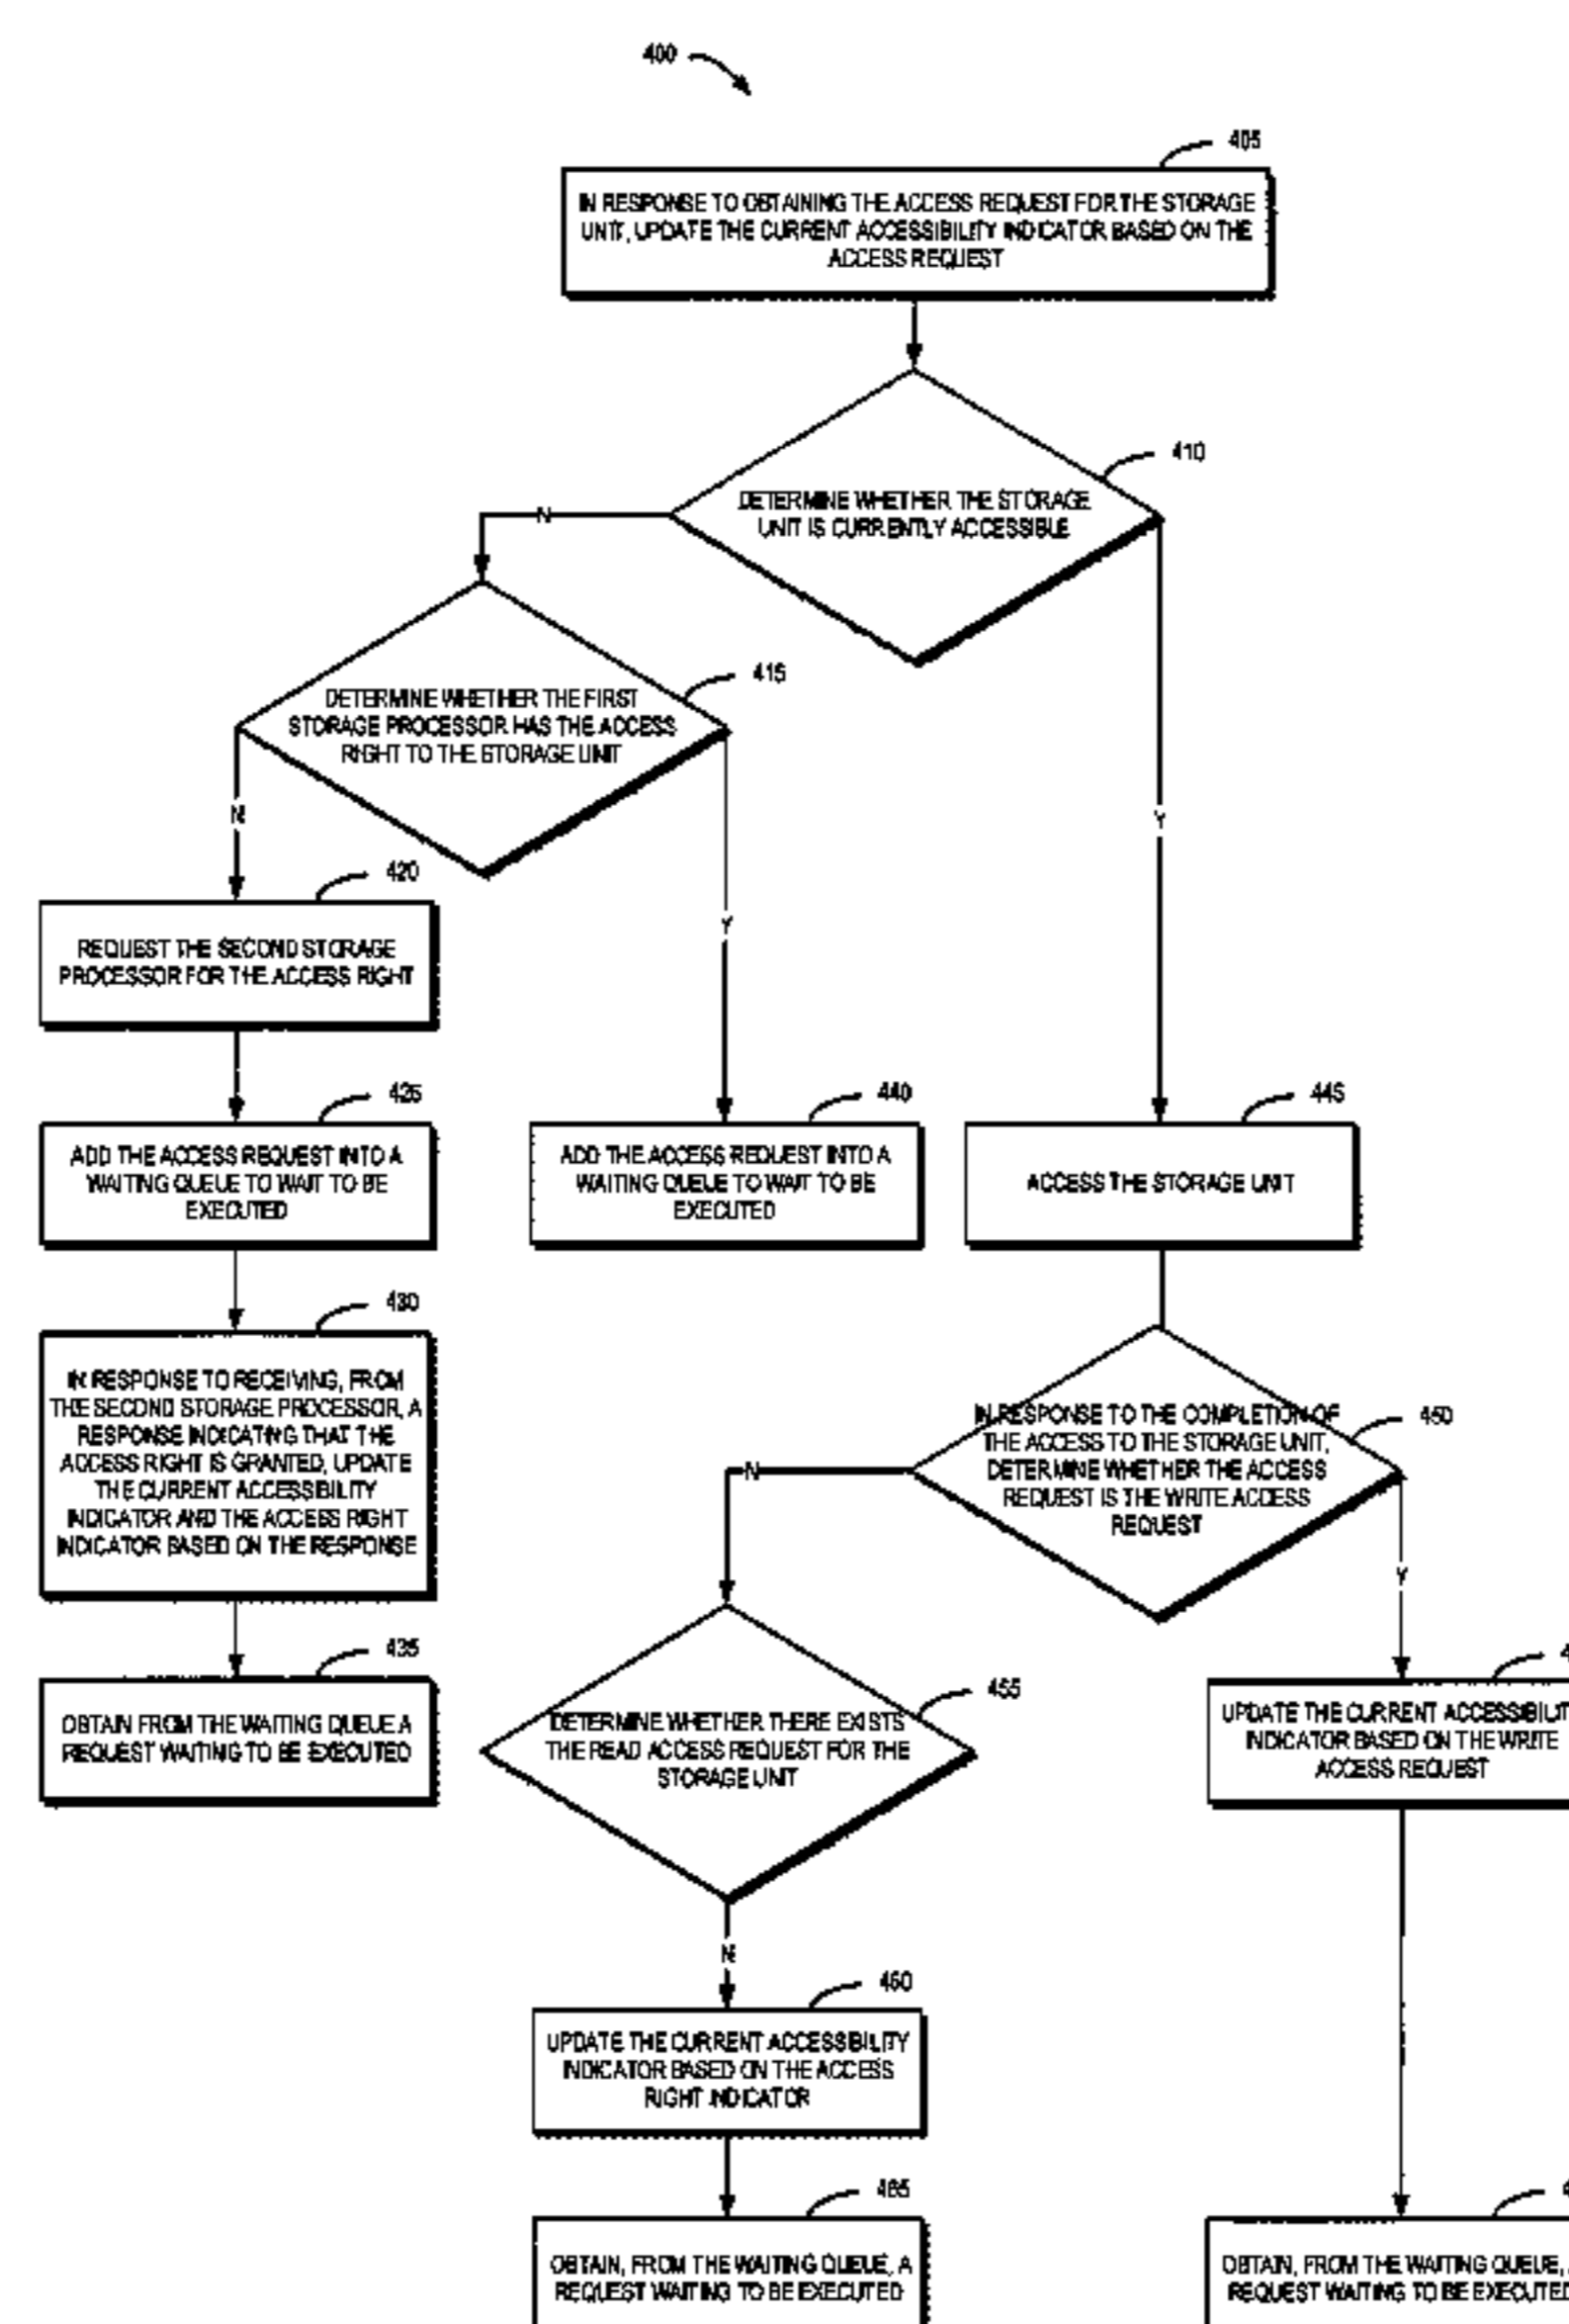 400
405
IN RESPONSE TO OBTAINING THE ACCESS REQUEST FOR THE STORAGE
UNIT, UPDATE THE CURRENT ACCESSIBILITY INDICATOR BASED ON THE
ACCESS REQUEST
410
DETERMINE WHETHER THE STORAGE
UNIT IS CURRENTLY ACCESSIBLE
N
415
DETERMINE WHETHER THE FIRST
STORAGE PROCESSOR HAS THE ACCESS
RIGHT TO THE STORAGE UNIT
N
Y
Y
420
REQUEST THE SECOND STORAGE
PROCESSOR FOR THE ACCESS RIGHT
425
ADD THE ACCESS REQUEST INTO A
WAITING QUEUE TO WAIT TO BE
EXECUTED
440
ADD THE ACCESS REQUEST INTO A
WAITING QUEUE TO WAIT TO BE
EXECUTED
445
ACCESS THE STORAGE UNIT
430
IN RESPONSE TO RECEIVING, FROM
THE SECOND STORAGE PROCESSOR, A
RESPONSE INDICATING THAT THE
ACCESS RIGHT IS GRANTED, UPDATE
THE CURRENT ACCESSIBILITY
INDICATOR AND THE ACCESS RIGHT
INDICATOR BASED ON THE RESPONSE
450
IN RESPONSE TO THE COMPLETION OF
THE ACCESS TO THE STORAGE UNIT,
DETERMINE WHETHER THE ACCESS
REQUEST IS THE WRITE ACCESS
REQUEST
N
Y
435
OBTAIN FROM THE WAITING QUEUE A
REQUEST WAITING TO BE EXECUTED
455
DETERMINE WHETHER THERE EXISTS
THE READ ACCESS REQUEST FOR THE
STORAGE UNIT
4
UPDATE THE CURRENT ACCESSIBILIT
INDICATOR BASED ON THE WRITE
ACCESS REQUEST
N
460
UPDATE THE CURRENT ACCESSIBILITY
INDICATOR BASED ON THE ACCESS
RIGHT INDICATOR
465
OBTAIN, FROM THE WAITING QUEUE, A
REQUEST WAITING TO BE EXECUTED
4
OBTAIN, FROM THE WAITING QUEUE,
REQUEST WAITING TO BE EXECUTED